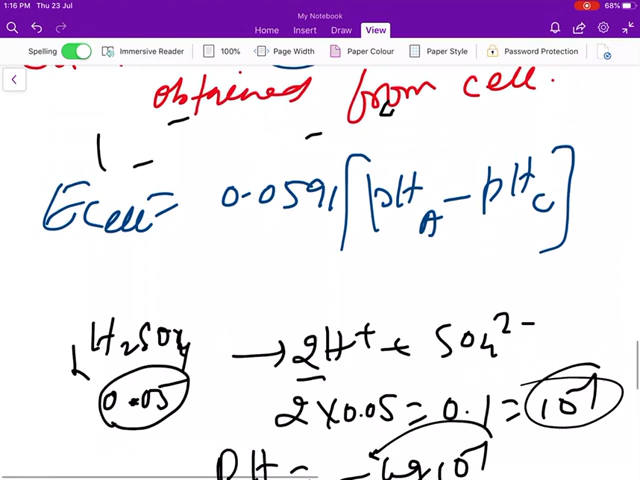 1:16 PM Thu 23 Jul
68%
My Notebook
Home Insert Draw View
Spelling Immersive Reader 100% Page Width Paper Colour Paper Style Password Protection
obtained from cell.
Ecell = 0.0591 [pH A - pH C]
H2SO4 → 2H+ + SO4 2-
0.05
2 × 0.05 = 0.1 = 10-1
PH = - log 10-1